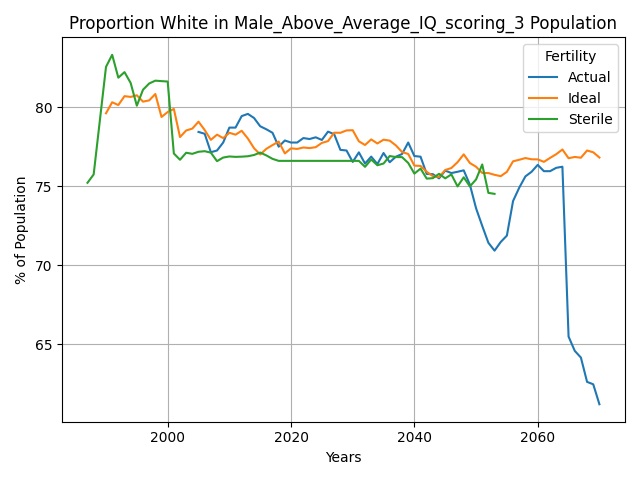 Proportion White in Male_Above_Average_IQ_scoring_3 Population
Fertility
Actual
Ideal
Sterile
% of Population
80
75
70
65
2000
2020
2040
2060
Years